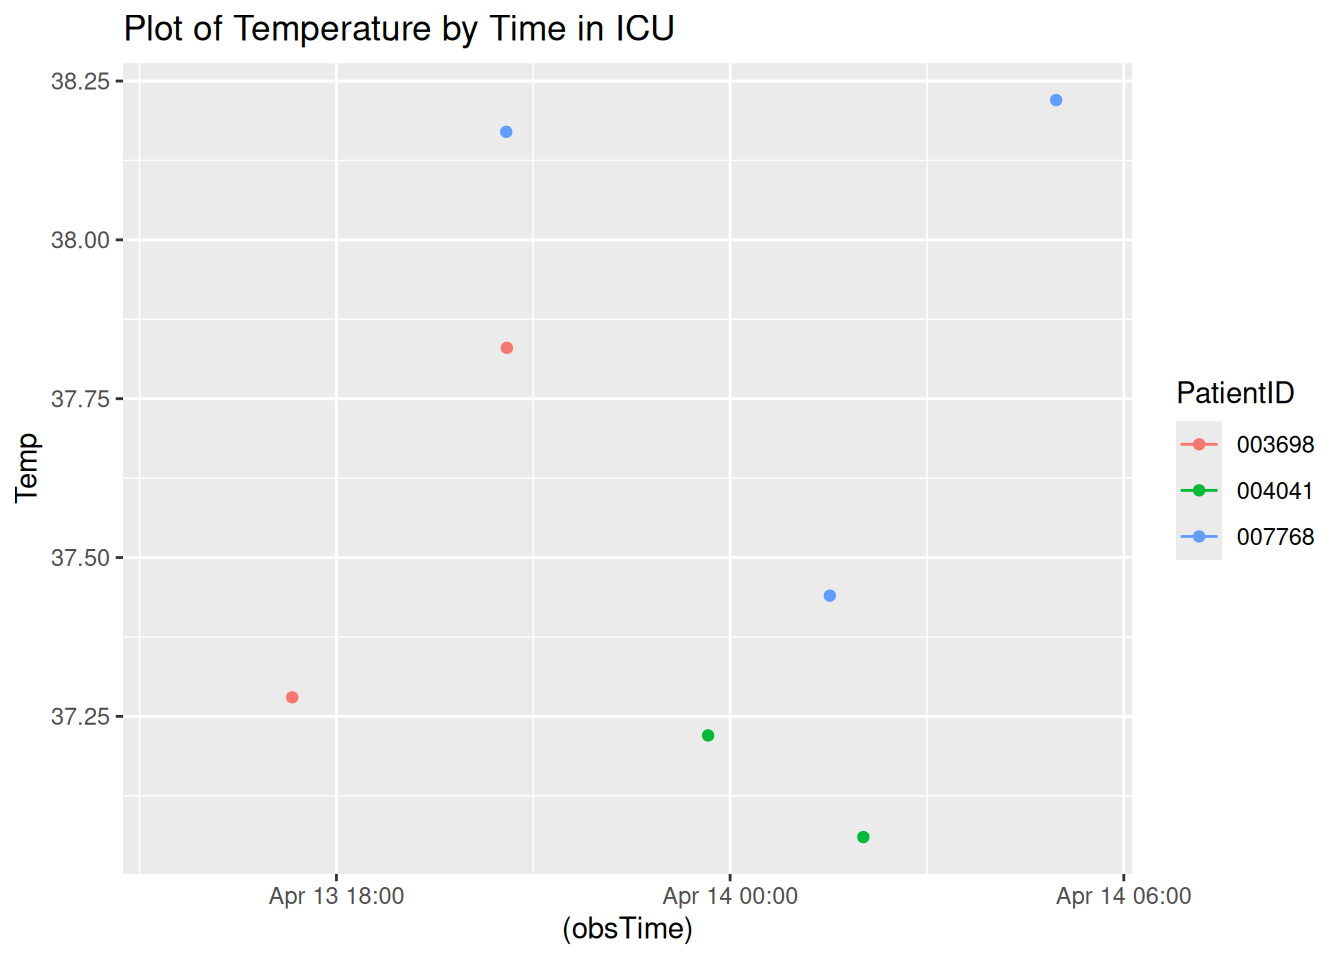 Plot of Temperature by Time in ICU
38.25
38.00
37.75
37.50
37.25
Temp
Apr 13 18:00
Apr 14 00:00
Apr 14 06:00
(obsTime)
PatientID
003698
004041
007768